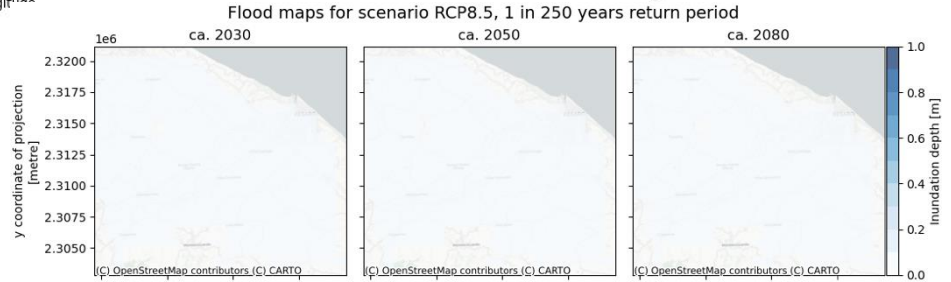 Flood maps for scenario RCP8.5, 1 in 250 years return period
ca. 2030
ca. 2050
ca. 2080
1e6
2.3200
2.3175
2.3150
2.3125
2.3100
2.3075
2.3050
y coordinate of projection
[metre]
(C) OpenStreetMap contributors (C) CARTO
(C) OpenStreetMap contributors (C) CARTO
(C) OpenStreetMap contributors (C) CARTO
1.0
0.8
0.6
0.4
0.2
0.0
Inundation depth [m]